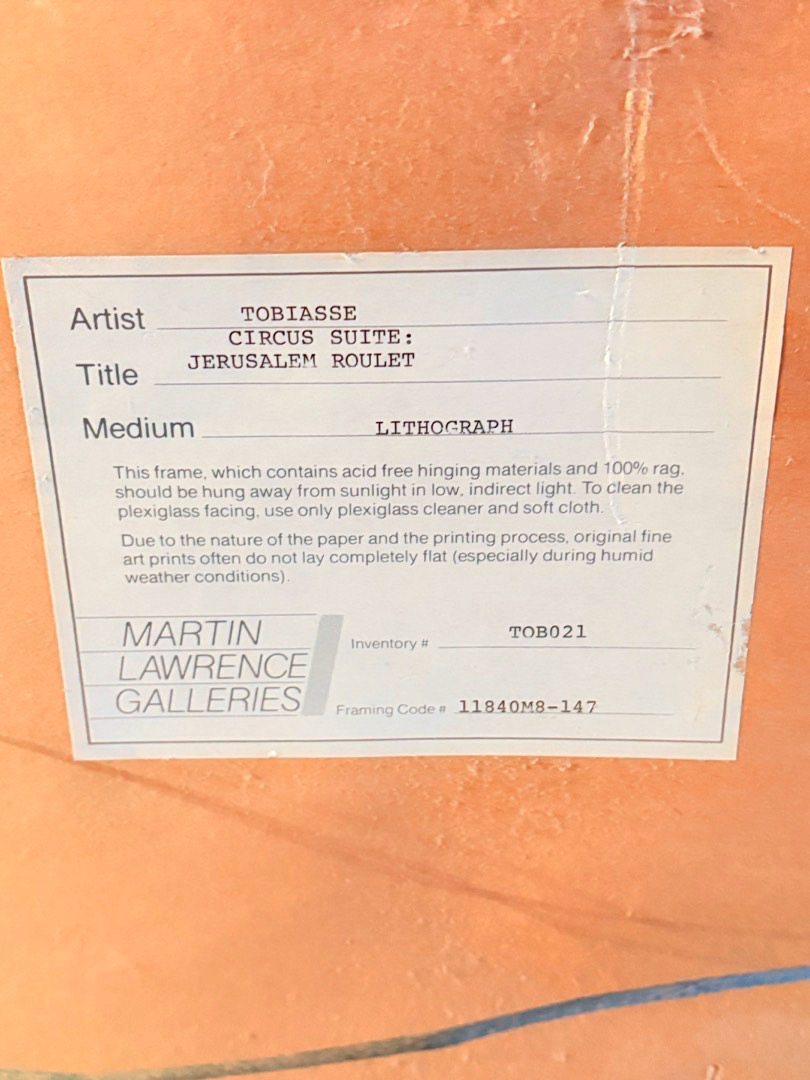 Artist TOBIASSE
CIRCUS SUITE:
Title JERUSALEM ROULET
Medium LITHOGRAPH
This frame, which contains acid free hinging materials and 100% rag,
should be hung away from sunlight in low, indirect light. To clean the
plexiglass facing, use only plexiglass cleaner and soft cloth.
Due to the nature of the paper and the printing process, original fine
art prints often do not lay completely flat (especially during humid
weather conditions).
MARTIN
LAWRENCE
GALLERIES
Inventory # TOB021
Framing Code # 11840M8-147